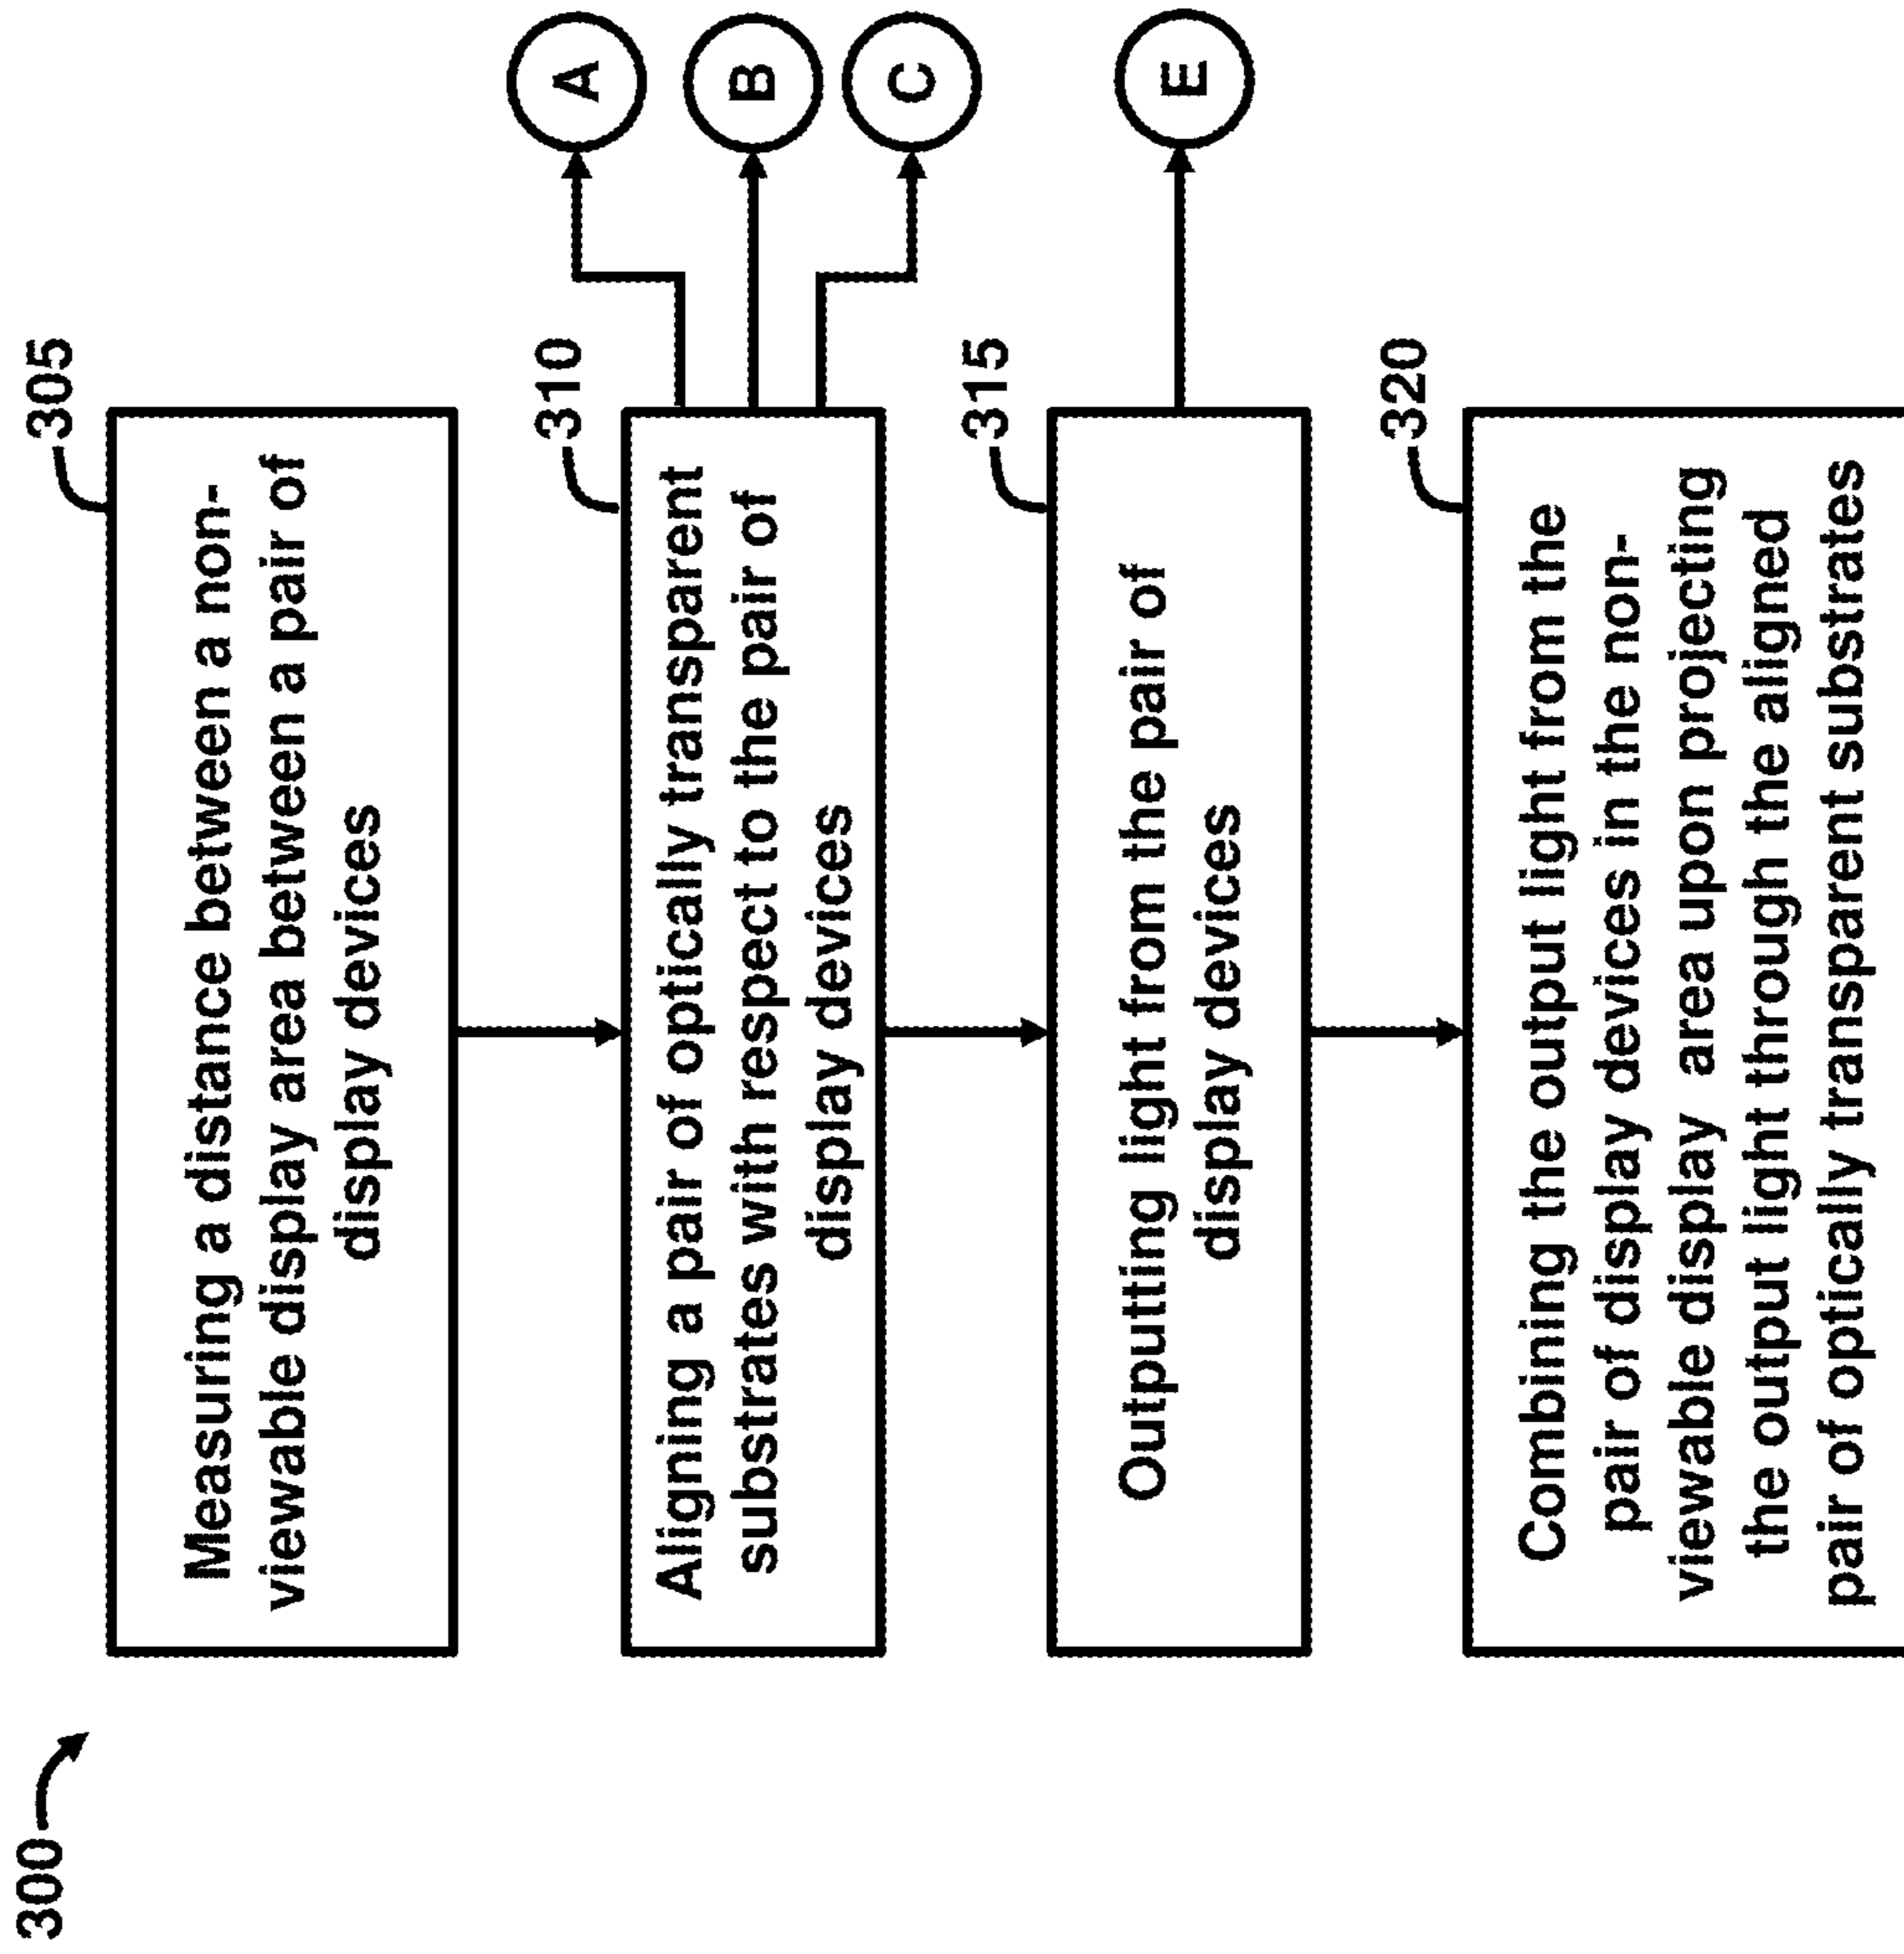 300
305
Measuring a distance between a non-
viewable display area between a pair of
display devices
310
Aligning a pair of optically transparent
substrates with respect to the pair of
display devices
A
B
C
315
Outputing light from the pair of
display devices
E
320
Combining the output light from the
pair of display devices in the non-
viewable display area upon projecting
the output light through the aligned
pair of optically transparent substrates